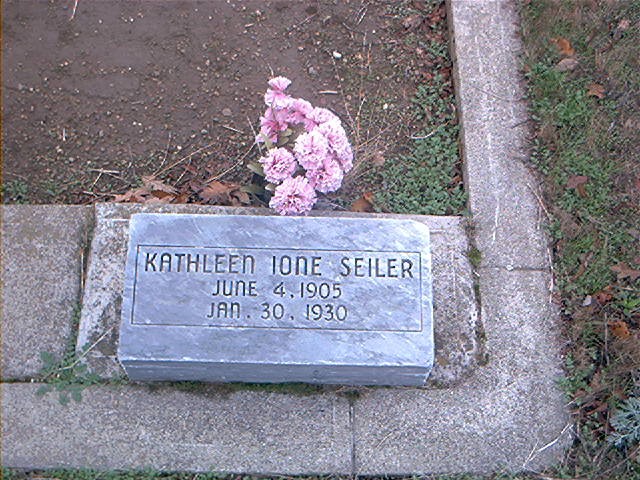 KATHLEEN IONE SEILER
JUNE 4, 1905
JAN. 30, 1930